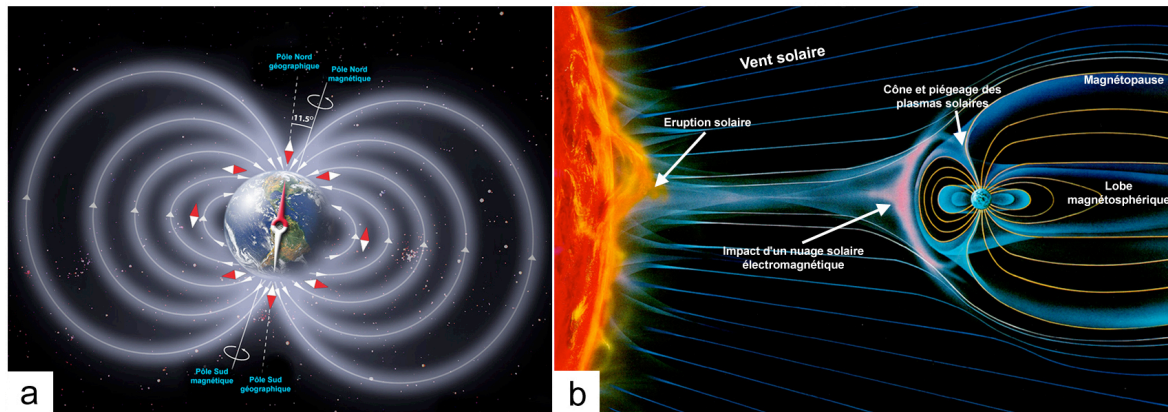 Pôle Nord
géographique
Pôle Nord
magnétique
11.5°
Pôle Sud
magnétique
Pôle Sud
géographique
a
Vent solaire
Eruption solaire
Cône et piégeage des
plasmas solaires
Magnétopause
Lobe
magnétosphérique
Impact d'un nuage solaire
électromagnétique
b